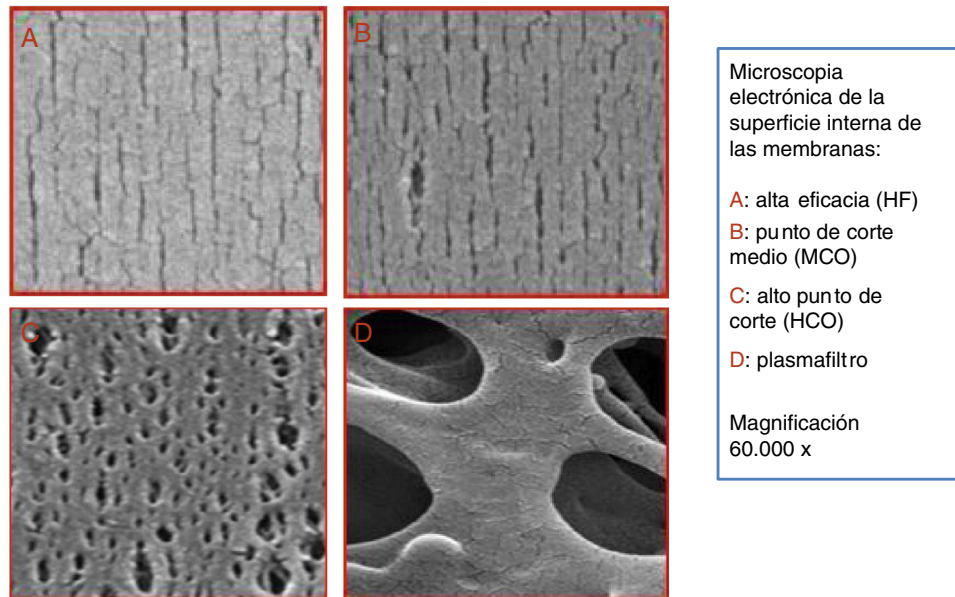 A
B
C
D
Microscopia
electrónica de la
superficie interna de
las membranas:
A: alta eficacia (HF)
B: punto de corte
medio (MCO)
C: alto punto de
corte (HCO)
D: plasmafiltro
Magnificación
60.000 x